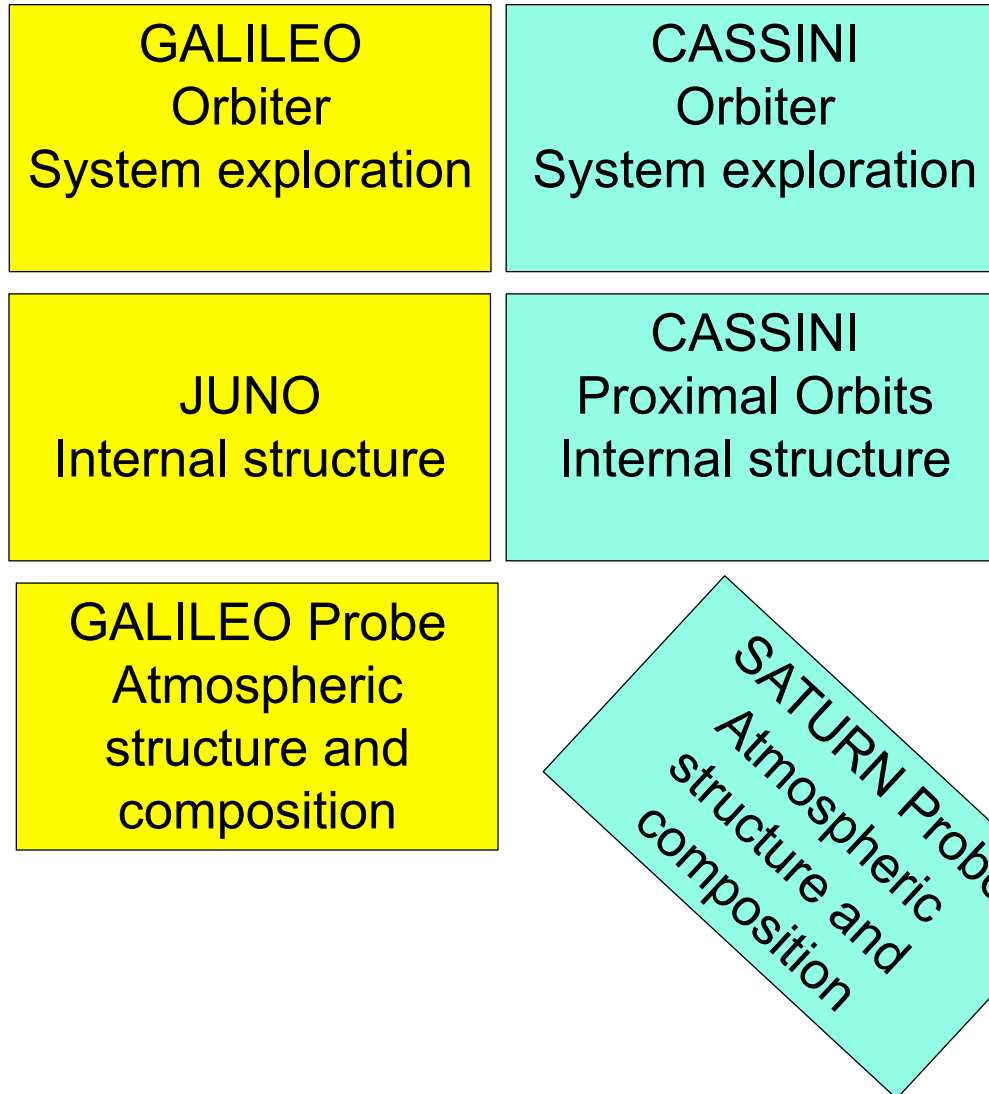 GALILEO
Orbiter
System exploration
CASSINI
Orbiter
System exploration
JUNO
Internal structure
CASSINI
Proximal Orbits
Internal structure
GALILEO Probe
Atmospheric
structure and
composition
SATURN Probe
Atmospheric
structure and
composition